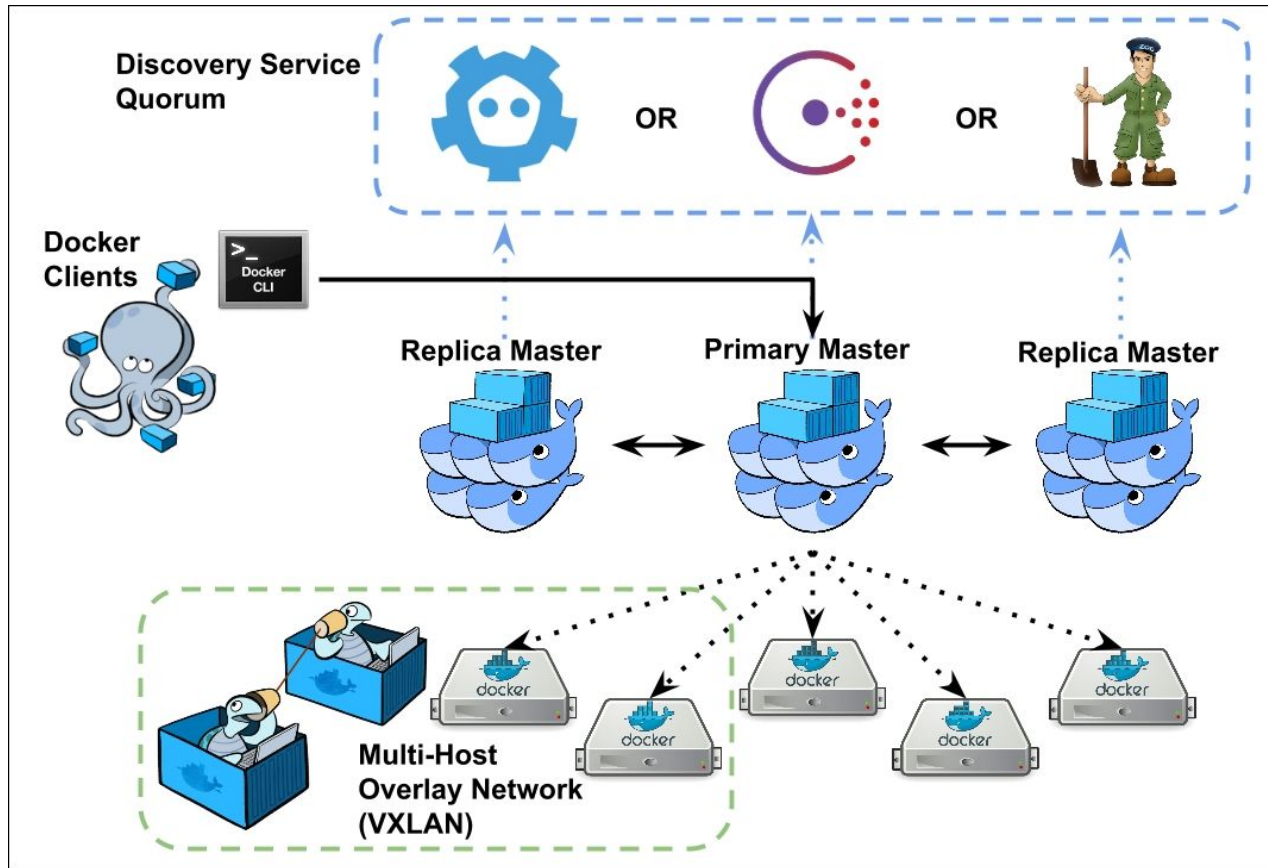 Discovery Service
Quorum
OR
OR
Docker
Clients
>_
Docker
CLI
Replica Master
Primary Master
Replica Master
docker
docker
docker
docker
docker
Multi-Host
Overlay Network
(VXLAN)